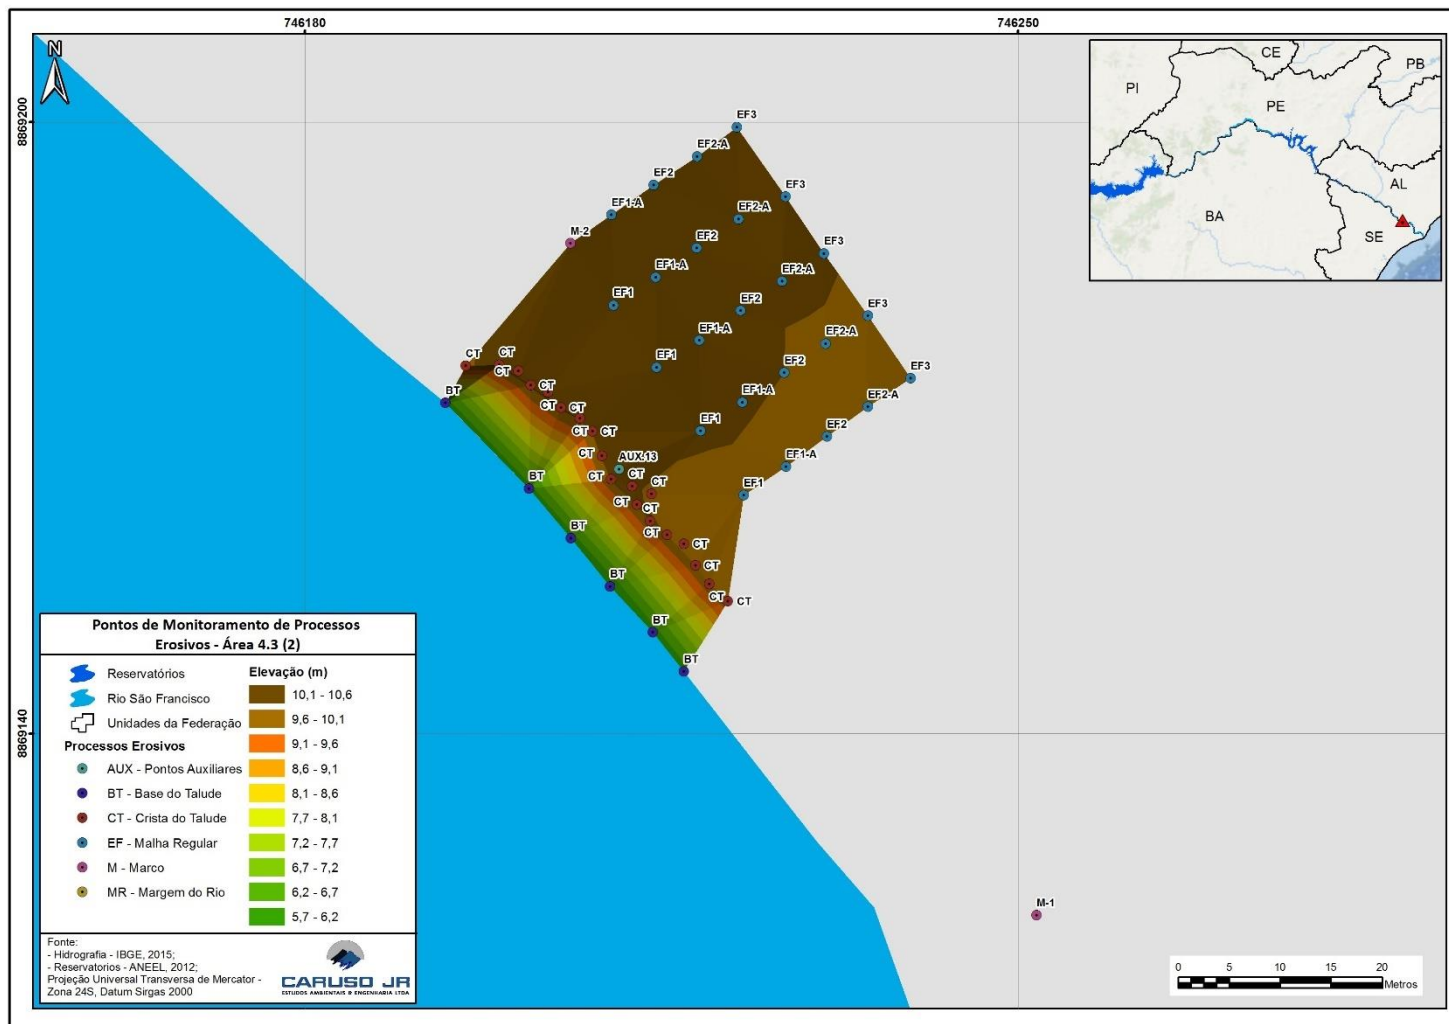 746180
746250
8869200
8869140
N
CE
PB
PI
PE
AL
BA
SE
EF3
EF2-A
EF2
EF3
EF1-A
EF2-A
M-2
EF2
EF3
EF1-A
EF2-A
EF1
EF2
EF3
EF1-A
EF2-A
CT
CT
EF1
EF2
EF3
CT
BT
CT
EF1-A
EF2-A
CT
CT
CT
CT
EF1
EF2
CT
AUX.13
EF1-A
BT
CT
CT
CT
EF1
CT
CT
BT
CT
CT
CT
BT
CT
CT
BT
BT
M-1
Pontos de Monitoramento de Processos
Erosivos - Área 4.3 (2)
Reservatórios
Rio São Francisco
Unidades da Federação
Processos Erosivos
AUX - Pontos Auxiliares
BT - Base do Talude
CT - Crista do Talude
EF - Malha Regular
M - Marco
MR - Margem do Rio
Elevação (m)
10,1 - 10,6
9,6 - 10,1
9,1 - 9,6
8,6 - 9,1
8,1 - 8,6
7,7 - 8,1
7,2 - 7,7
6,7 - 7,2
6,2 - 6,7
5,7 - 6,2
Fonte:
- Hidrografia - IBGE, 2015;
- Reservatorios - ANEEL, 2012;
Projeção Universal Transversa de Mercator -
Zona 24S, Datum Sirgas 2000
CARUSO JR
ESTUDOS AMBIENTAIS & ENGENHARIA LTDA
0 5 10 15 20
Metros